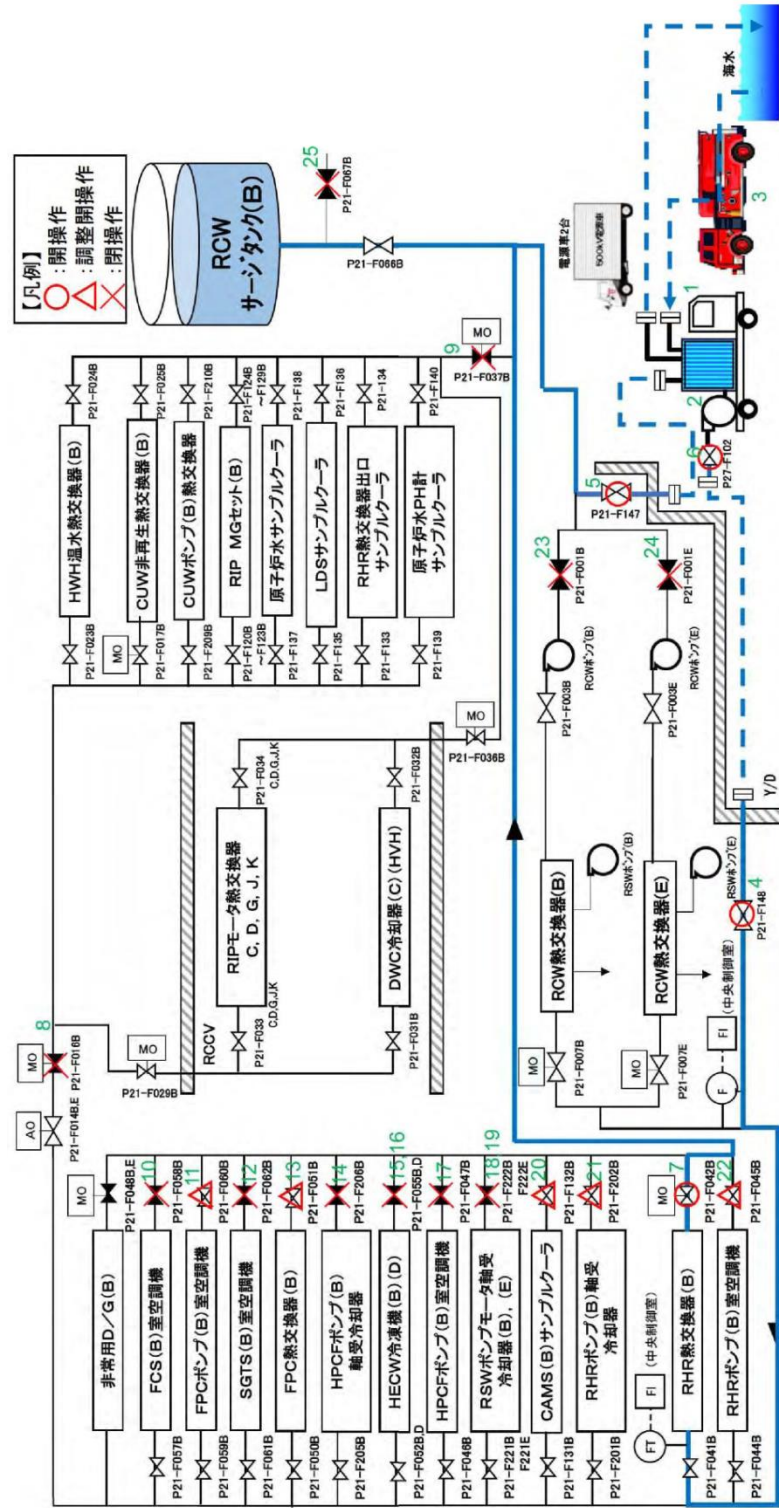 【凡例】
○：開操作
△：調整開操作
×：閉操作
RCW
サージタンク(B)
25
P21-F067B
P21-F066B
海水
電源車2台
500kV電源車
3
1
2
6
P27-F102
5
P21-F147
HWH温水熱交換器(B)
P21-F023B
P21-F024B
CUW非再生熱交換器(B)
MO
P21-F017B
P21-F025B
CUWポンプ(B)熱交換器
P21-F209B
P21-F210B
RIP MGセット(B)
P21-F120B
～F123B
P21-F124B
～F129B
原子炉水サンプルクーラ
P21-F137
P21-F138
LDSサンプルクーラ
P21-F135
P21-F136
RHR熱交換器出口
サンプルクーラ
P21-F133
P21-134
原子炉水PH計
サンプルクーラ
P21-F139
P21-F140
9
MO
P21-F037B
RCCV
RIPモータ熱交換器
C, D, G, J, K
P21-F033
C,D,G,J,K
P21-F034
C,D,G,J,K
DWC冷却器(C)(HVH)
P21-F031B
P21-F032B
MO
P21-F036B
MO
P21-F029B
8
MO
P21-F016B
AO
P21-F014B,E
23
P21-F001B
24
P21-F001E
RCWポンプ(B)
P21-F003B
RCWポンプ(E)
P21-F003E
RCW熱交換器(B)
RSWポンプ(B)
MO
P21-F007B
RCW熱交換器(E)
RSWポンプ(E)
MO
P21-F007E
Y/D
4
P21-F148
F
FI
(中央制御室)
非常用D/G(B)
MO
P21-F048B,E
FCS(B)室空調機
P21-F057B
10
P21-F058B
FPCポンプ(B)室空調機
P21-F059B
11
P21-F060B
SGTS(B)室空調機
P21-F061B
12
P21-F062B
FPC熱交換器(B)
P21-F050B
13
P21-F051B
HPCFポンプ(B)
軸受冷却器
P21-F205B
14
P21-F206B
HECW冷凍機(B)(D)
P21-F052B,D
15,16
P21-F055B,D
HPCFポンプ(B)室空調機
P21-F046B
17
P21-F047B
RSWポンプモータ軸受
冷却器(B),(E)
P21-F221B
F221E
18,19
P21-F222B
F222E
CAMS(B)サンプルクーラ
P21-F131B
20
P21-F132B
RHRポンプ(B)軸受
冷却器
P21-F201B
21
P21-F202B
FT
FI
(中央制御室)
RHR熱交換器(B)
P21-F041B
MO
7
P21-F042B
RHRポンプ(B)室空調機
P21-F044B
22
P21-F045B